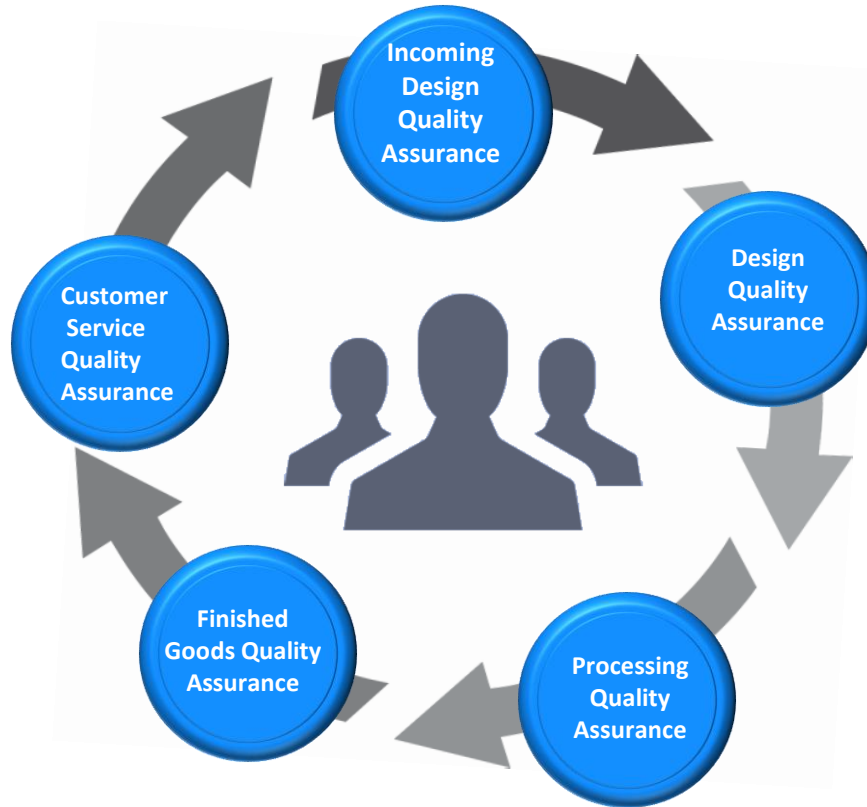 Incoming
Design
Quality
Assurance
Design
Quality
Assurance
Processing
Quality
Assurance
Finished
Goods Quality
Assurance
Customer
Service
Quality
Assurance